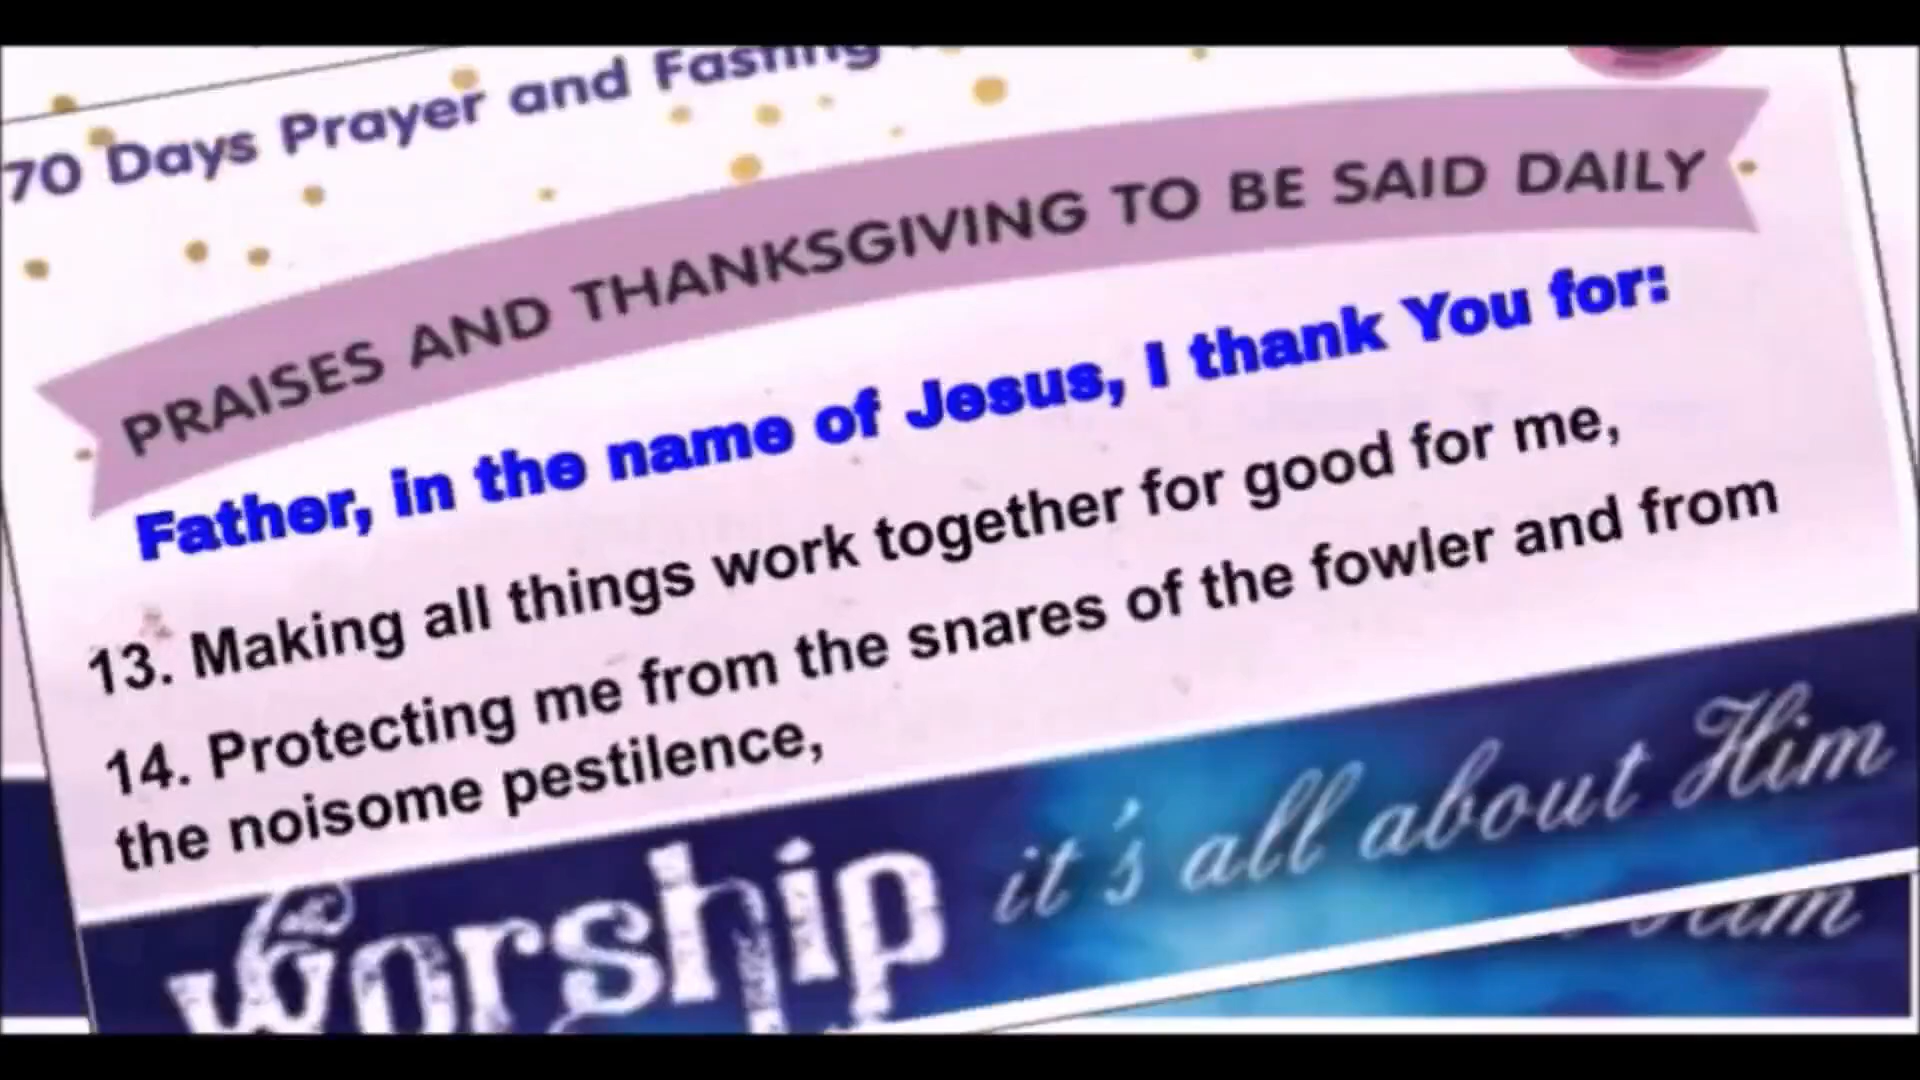 70 Days Prayer and Fasting
PRAISES AND THANKSGIVING TO BE SAID DAILY
Father, in the name of Jesus, I thank You for:
13. Making all things work together for good for me,
14. Protecting me from the snares of the fowler and from
the noisome pestilence,
Worship it's all about Him
Him